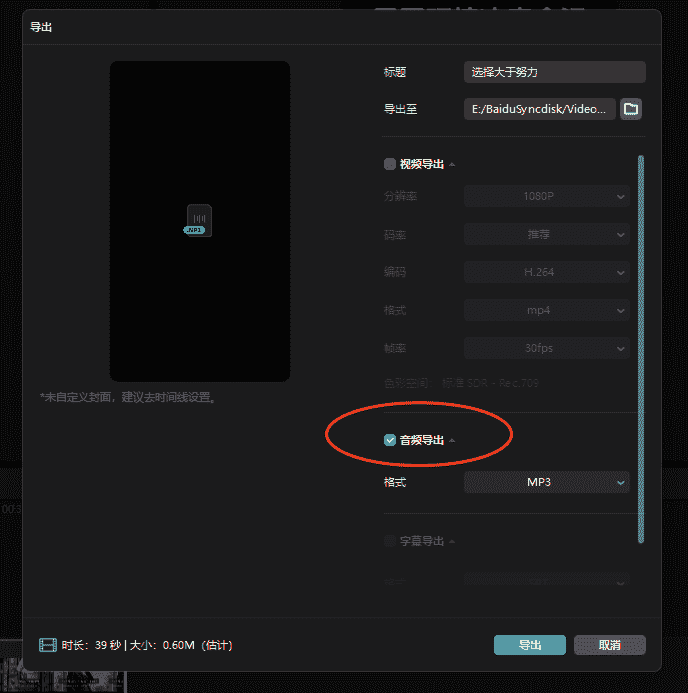 导出
标题
选择大于努力
导出至
E:/BaiduSyncdisk/Video...
视频导出
分辨率
1080P
码率
推荐
编码
H.264
格式
mp4
帧率
30fps
色彩空间： 标准 SDR - Rec.709
*未自定义封面，建议去时间线设置。
音频导出
格式
MP3
字幕导出
时长：39 秒 | 大小：0.60M（估计）
导出
取消